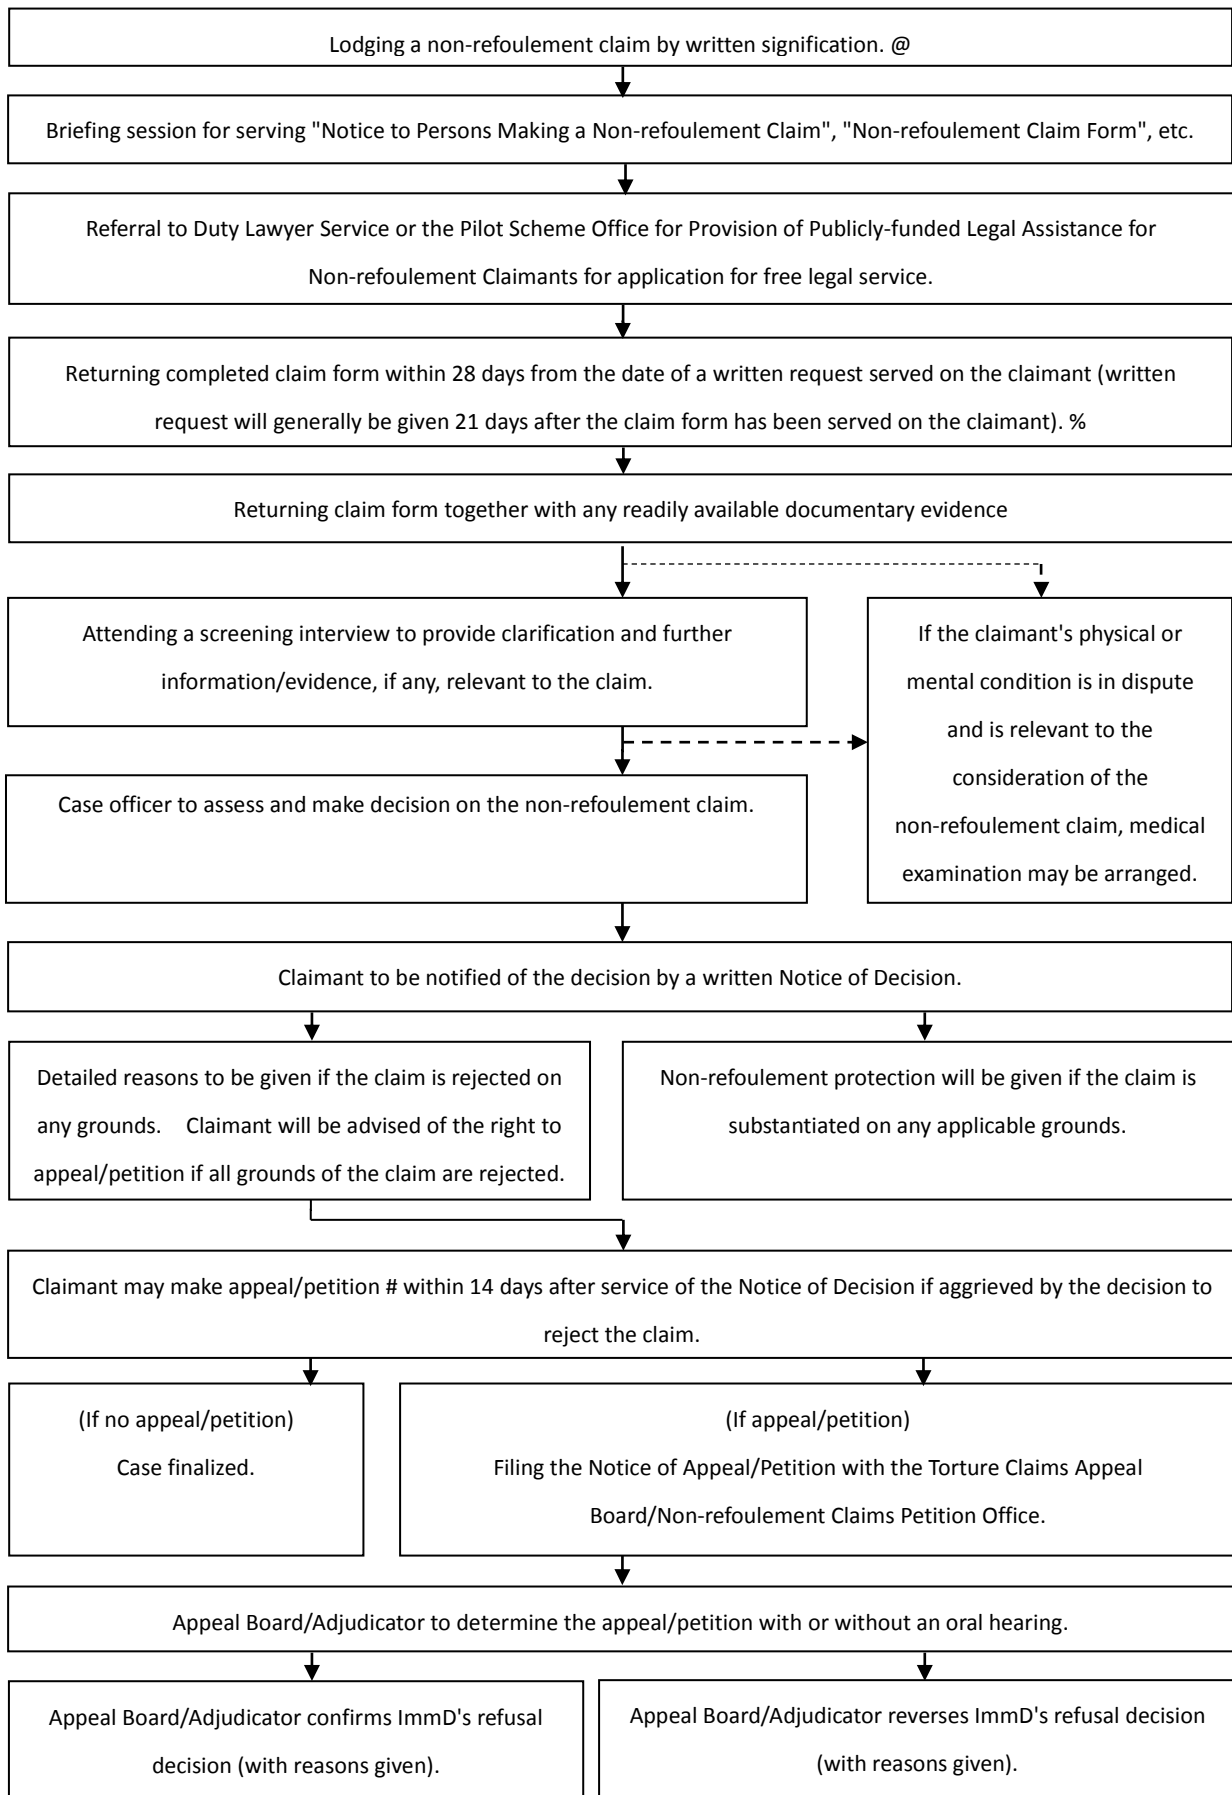 Lodging a non-refoulement claim by written signification. @
Briefing session for serving "Notice to Persons Making a Non-refoulement Claim", "Non-refoulement Claim Form", etc.
Referral to Duty Lawyer Service or the Pilot Scheme Office for Provision of Publicly-funded Legal Assistance for
Non-refoulement Claimants for application for free legal service.
Returning completed claim form within 28 days from the date of a written request served on the claimant (written
request will generally be given 21 days after the claim form has been served on the claimant). %
Returning claim form together with any readily available documentary evidence
Attending a screening interview to provide clarification and further
information/evidence, if any, relevant to the claim.
If the claimant's physical or
mental condition is in dispute
and is relevant to the
consideration of the
non-refoulement claim, medical
examination may be arranged.
Case officer to assess and make decision on the non-refoulement claim.
Claimant to be notified of the decision by a written Notice of Decision.
Detailed reasons to be given if the claim is rejected on
any grounds. Claimant will be advised of the right to
appeal/petition if all grounds of the claim are rejected.
Non-refoulement protection will be given if the claim is
substantiated on any applicable grounds.
Claimant may make appeal/petition # within 14 days after service of the Notice of Decision if aggrieved by the decision to
reject the claim.
(If no appeal/petition)
Case finalized.
(If appeal/petition)
Filing the Notice of Appeal/Petition with the Torture Claims Appeal
Board/Non-refoulement Claims Petition Office.
Appeal Board/Adjudicator to determine the appeal/petition with or without an oral hearing.
Appeal Board/Adjudicator confirms ImmD's refusal
decision (with reasons given).
Appeal Board/Adjudicator reverses ImmD's refusal decision
(with reasons given).